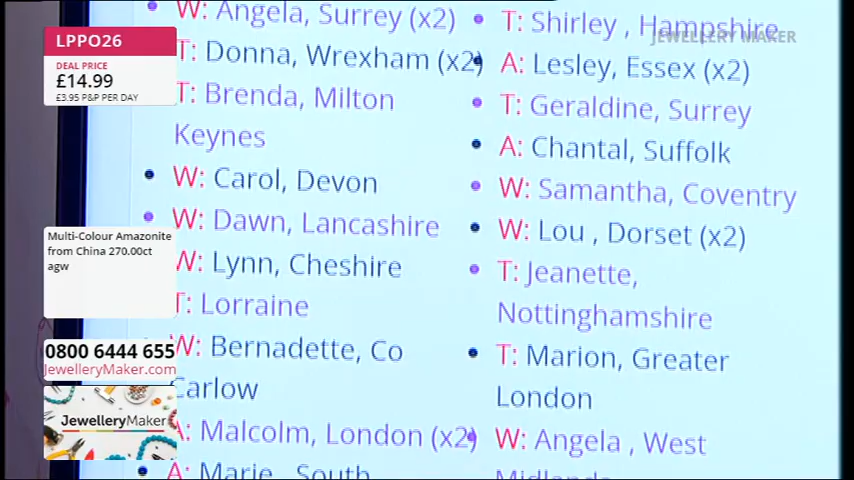 LPPO26
DEAL PRICE
£14.99
£3.95 P&P PER DAY
Multi-Colour Amazonite
from China 270.00ct
agw
0800 6444 655
JewelleryMaker.com
JewelleryMaker
JEWELLERY MAKER
W: Angela, Surrey (x2)
T: Donna, Wrexham (x2)
T: Brenda, Milton
Keynes
W: Carol, Devon
W: Dawn, Lancashire
W: Lynn, Cheshire
T: Lorraine
W: Bernadette, Co
Carlow
A: Malcolm, London (x2)
A: Marie, South
T: Shirley , Hampshire
A: Lesley, Essex (x2)
T: Geraldine, Surrey
A: Chantal, Suffolk
W: Samantha, Coventry
W: Lou , Dorset (x2)
T: Jeanette,
Nottinghamshire
T: Marion, Greater
London
W: Angela , West
Midlands